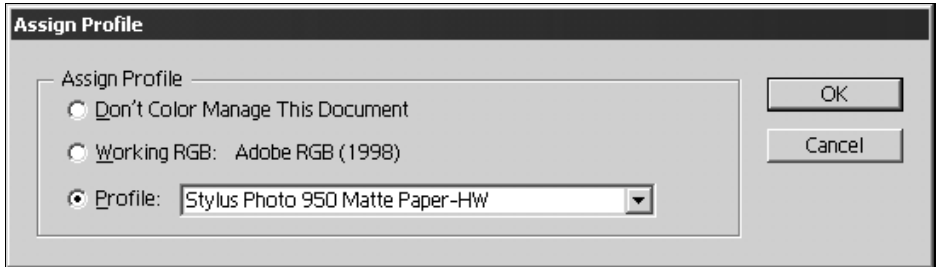 Assign Profile
Assign Profile
Don't Color Manage This Document
Working RGB: Adobe RGB (1998)
Profile: Stylus Photo 950 Matte Paper-HW
OK
Cancel